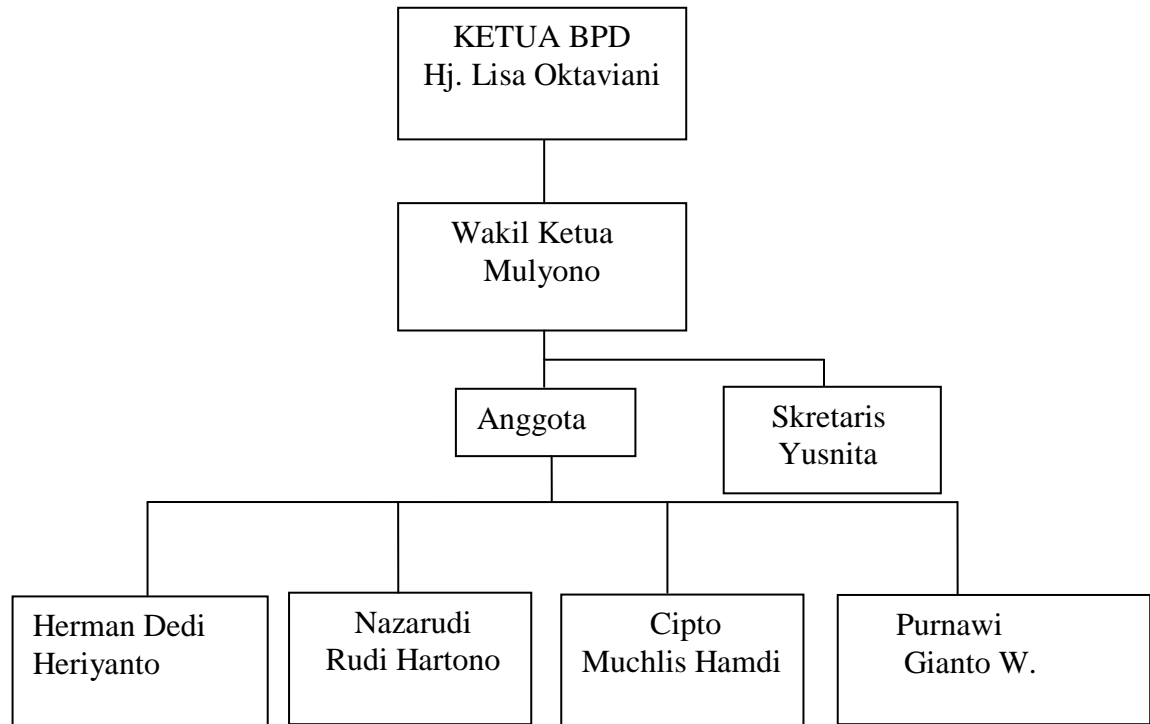 KETUA BPD
Hj. Lisa Oktaviani
Wakil Ketua
Mulyono
Anggota
Skretaris
Yusnita
Herman Dedi
Heriyanto
Nazarudi
Rudi Hartono
Cipto
Muchlis Hamdi
Purnawi
Gianto W.